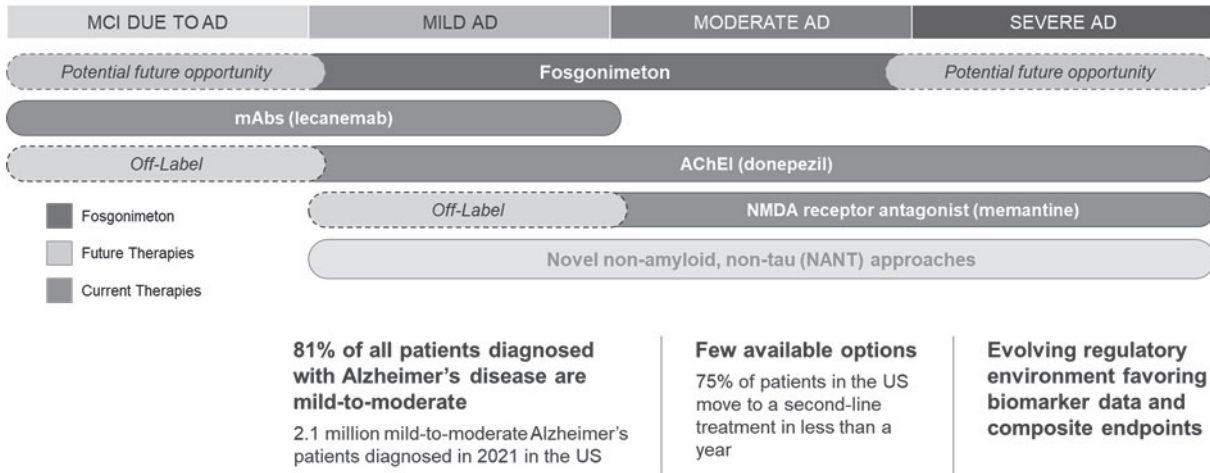 MCI DUE TO AD MILD AD MODERATE AD SEVERE AD
Potential future opportunity Fosgonimeton Potential future opportunity
mAbs (lecanemab)
Off-Label AChEI (donepezil)
Off-Label NMDA receptor antagonist (memantine)
Novel non-amyloid, non-tau (NANT) approaches
Fosgonimeton
Future Therapies
Current Therapies
81% of all patients diagnosed
with Alzheimer's disease are
mild-to-moderate
2.1 million mild-to-moderate Alzheimer's
patients diagnosed in 2021 in the US
Few available options
75% of patients in the US
move to a second-line
treatment in less than a
year
Evolving regulatory
environment favoring
biomarker data and
composite endpoints